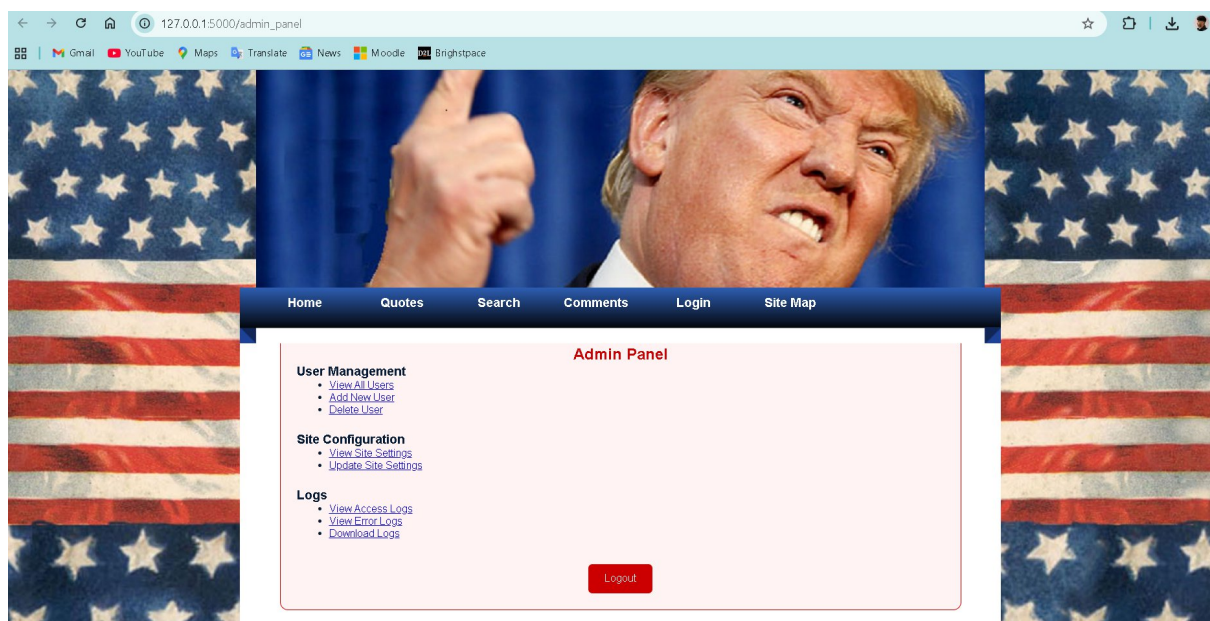 127.0.0.1:5000/admin_panel
Gmail YouTube Maps Translate News Moodle D2L Brighstpace
Home Quotes Search Comments Login Site Map
Admin Panel
User Management
View All Users
Add New User
Delete User
Site Configuration
View Site Settings
Update Site Settings
Logs
View Access Logs
View Error Logs
Download Logs
Logout